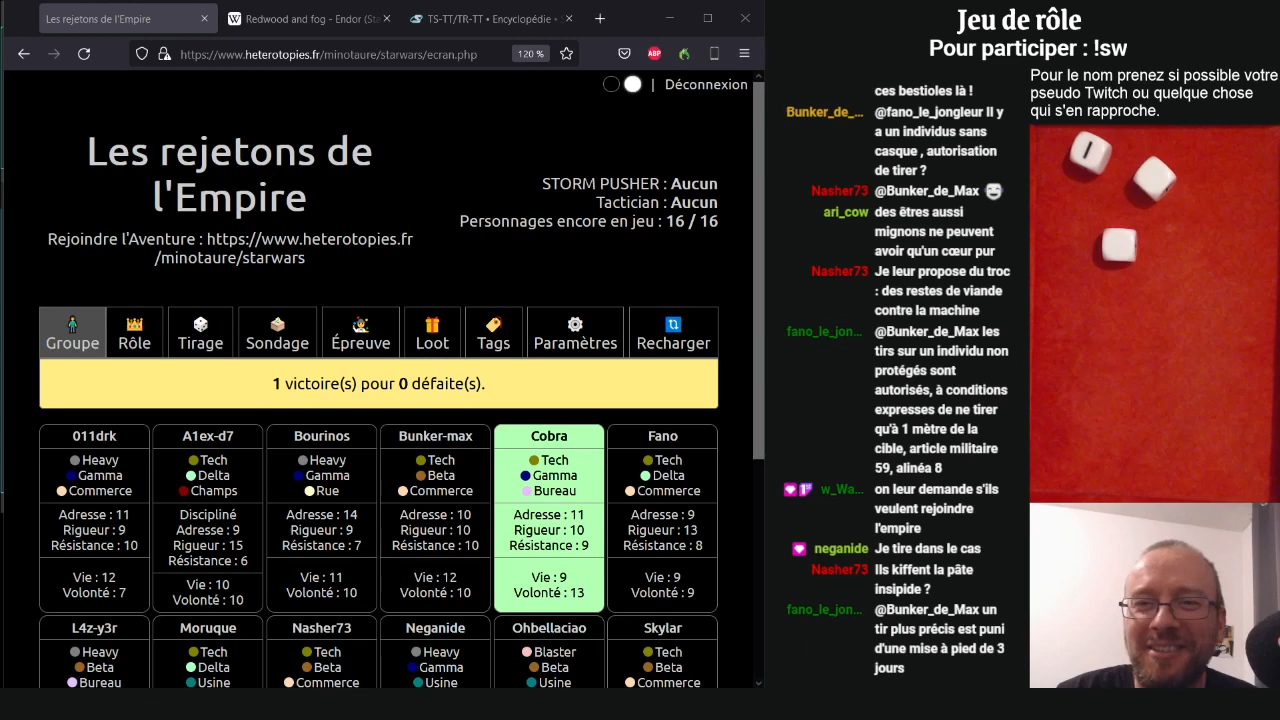 Les rejetons de l'Empire
Redwood and fog - Endor (Sta
TS-TT/TR-TT • Encyclopédie •
https://www.heterotopies.fr/minotaure/starwars/ecran.php
120 %
ABP
| Déconnexion
Les rejetons de
l'Empire
Rejoindre l'Aventure : https://www.heterotopies.fr
/minotaure/starwars
STORM PUSHER : Aucun
Tactician : Aucun
Personnages encore en jeu : 16 / 16
Groupe
Rôle
Tirage
Sondage
Épreuve
Loot
Tags
Paramètres
Recharger
1 victoire(s) pour 0 défaite(s).
011drk
Heavy
Gamma
Commerce
Adresse : 11
Rigueur : 9
Résistance : 10
Vie : 12
Volonté : 7
A1ex-d7
Tech
Delta
Champs
Discipliné
Adresse : 9
Rigueur : 15
Résistance : 6
Vie : 10
Volonté : 10
Bourinos
Heavy
Gamma
Rue
Adresse : 14
Rigueur : 9
Résistance : 7
Vie : 11
Volonté : 10
Bunker-max
Tech
Beta
Commerce
Adresse : 10
Rigueur : 10
Résistance : 10
Vie : 12
Volonté : 10
Cobra
Tech
Gamma
Bureau
Adresse : 11
Rigueur : 10
Résistance : 9
Vie : 9
Volonté : 13
Fano
Tech
Delta
Commerce
Adresse : 9
Rigueur : 13
Résistance : 8
Vie : 9
Volonté : 9
L4z-y3r
Heavy
Beta
Bureau
Moruque
Tech
Delta
Usine
Nasher73
Tech
Beta
Commerce
Neganide
Heavy
Gamma
Usine
Ohbellaciao
Blaster
Beta
Usine
Skylar
Tech
Beta
Commerce
ces bestioles là !
Bunker_de_... @fano_le_jongleur Il y
a un individus sans
casque , autorisation
de tirer ?
Nasher73 @Bunker_de_Max
ari_cow des êtres aussi
mignons ne peuvent
avoir qu'un cœur pur
Nasher73 Je leur propose du troc
: des restes de viande
contre la machine
fano_le_jon... @Bunker_de_Max les
tirs sur un individu non
protégés sont
autorisés, à conditions
expresses de ne tirer
qu'à 1 mètre de la
cible, article militaire
59, alinéa 8
w_Wa... on leur demande s'ils
veulent rejoindre
l'empire
neganide Je tire dans le cas
Nasher73 Ils kiffent la pâte
insipide ?
fano_le_jon... @Bunker_de_Max un
tir plus précis est puni
d'une mise à pied de 3
jours
Jeu de rôle
Pour participer : !sw
Pour le nom prenez si possible votre
pseudo Twitch ou quelque chose
qui s'en rapproche.